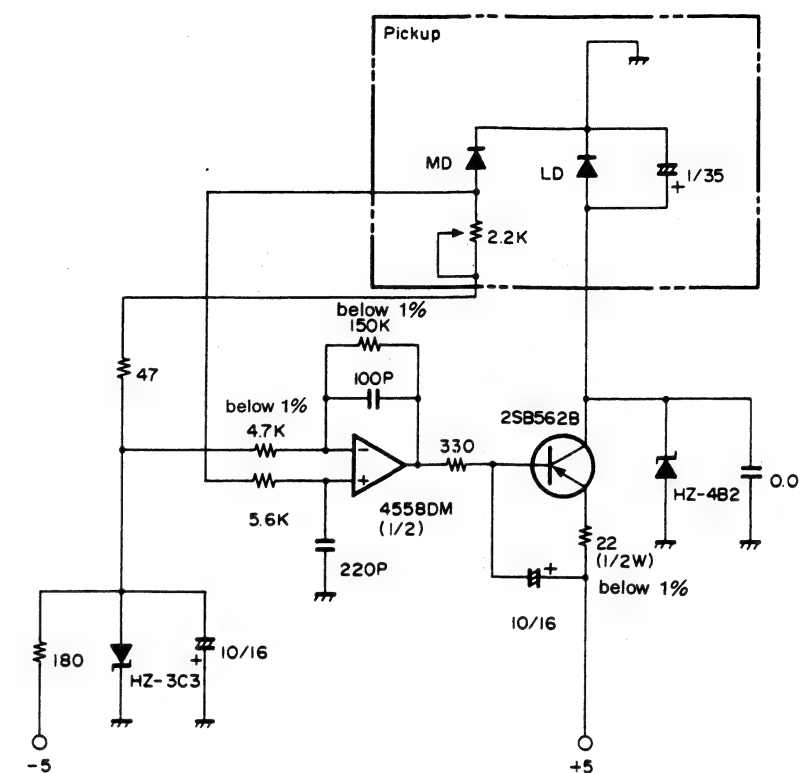 Pickup
MD
LD
1/35
+
2.2K
below 1%
150K
47
100P
below 1%
4.7K
2SB562B
330
-
+
4558DM
(1/2)
HZ-4B2
0.0
5.6K
22
(1/2W)
220P
+
below 1%
10/16
180
HZ-3C3
+
10/16
-5
+5